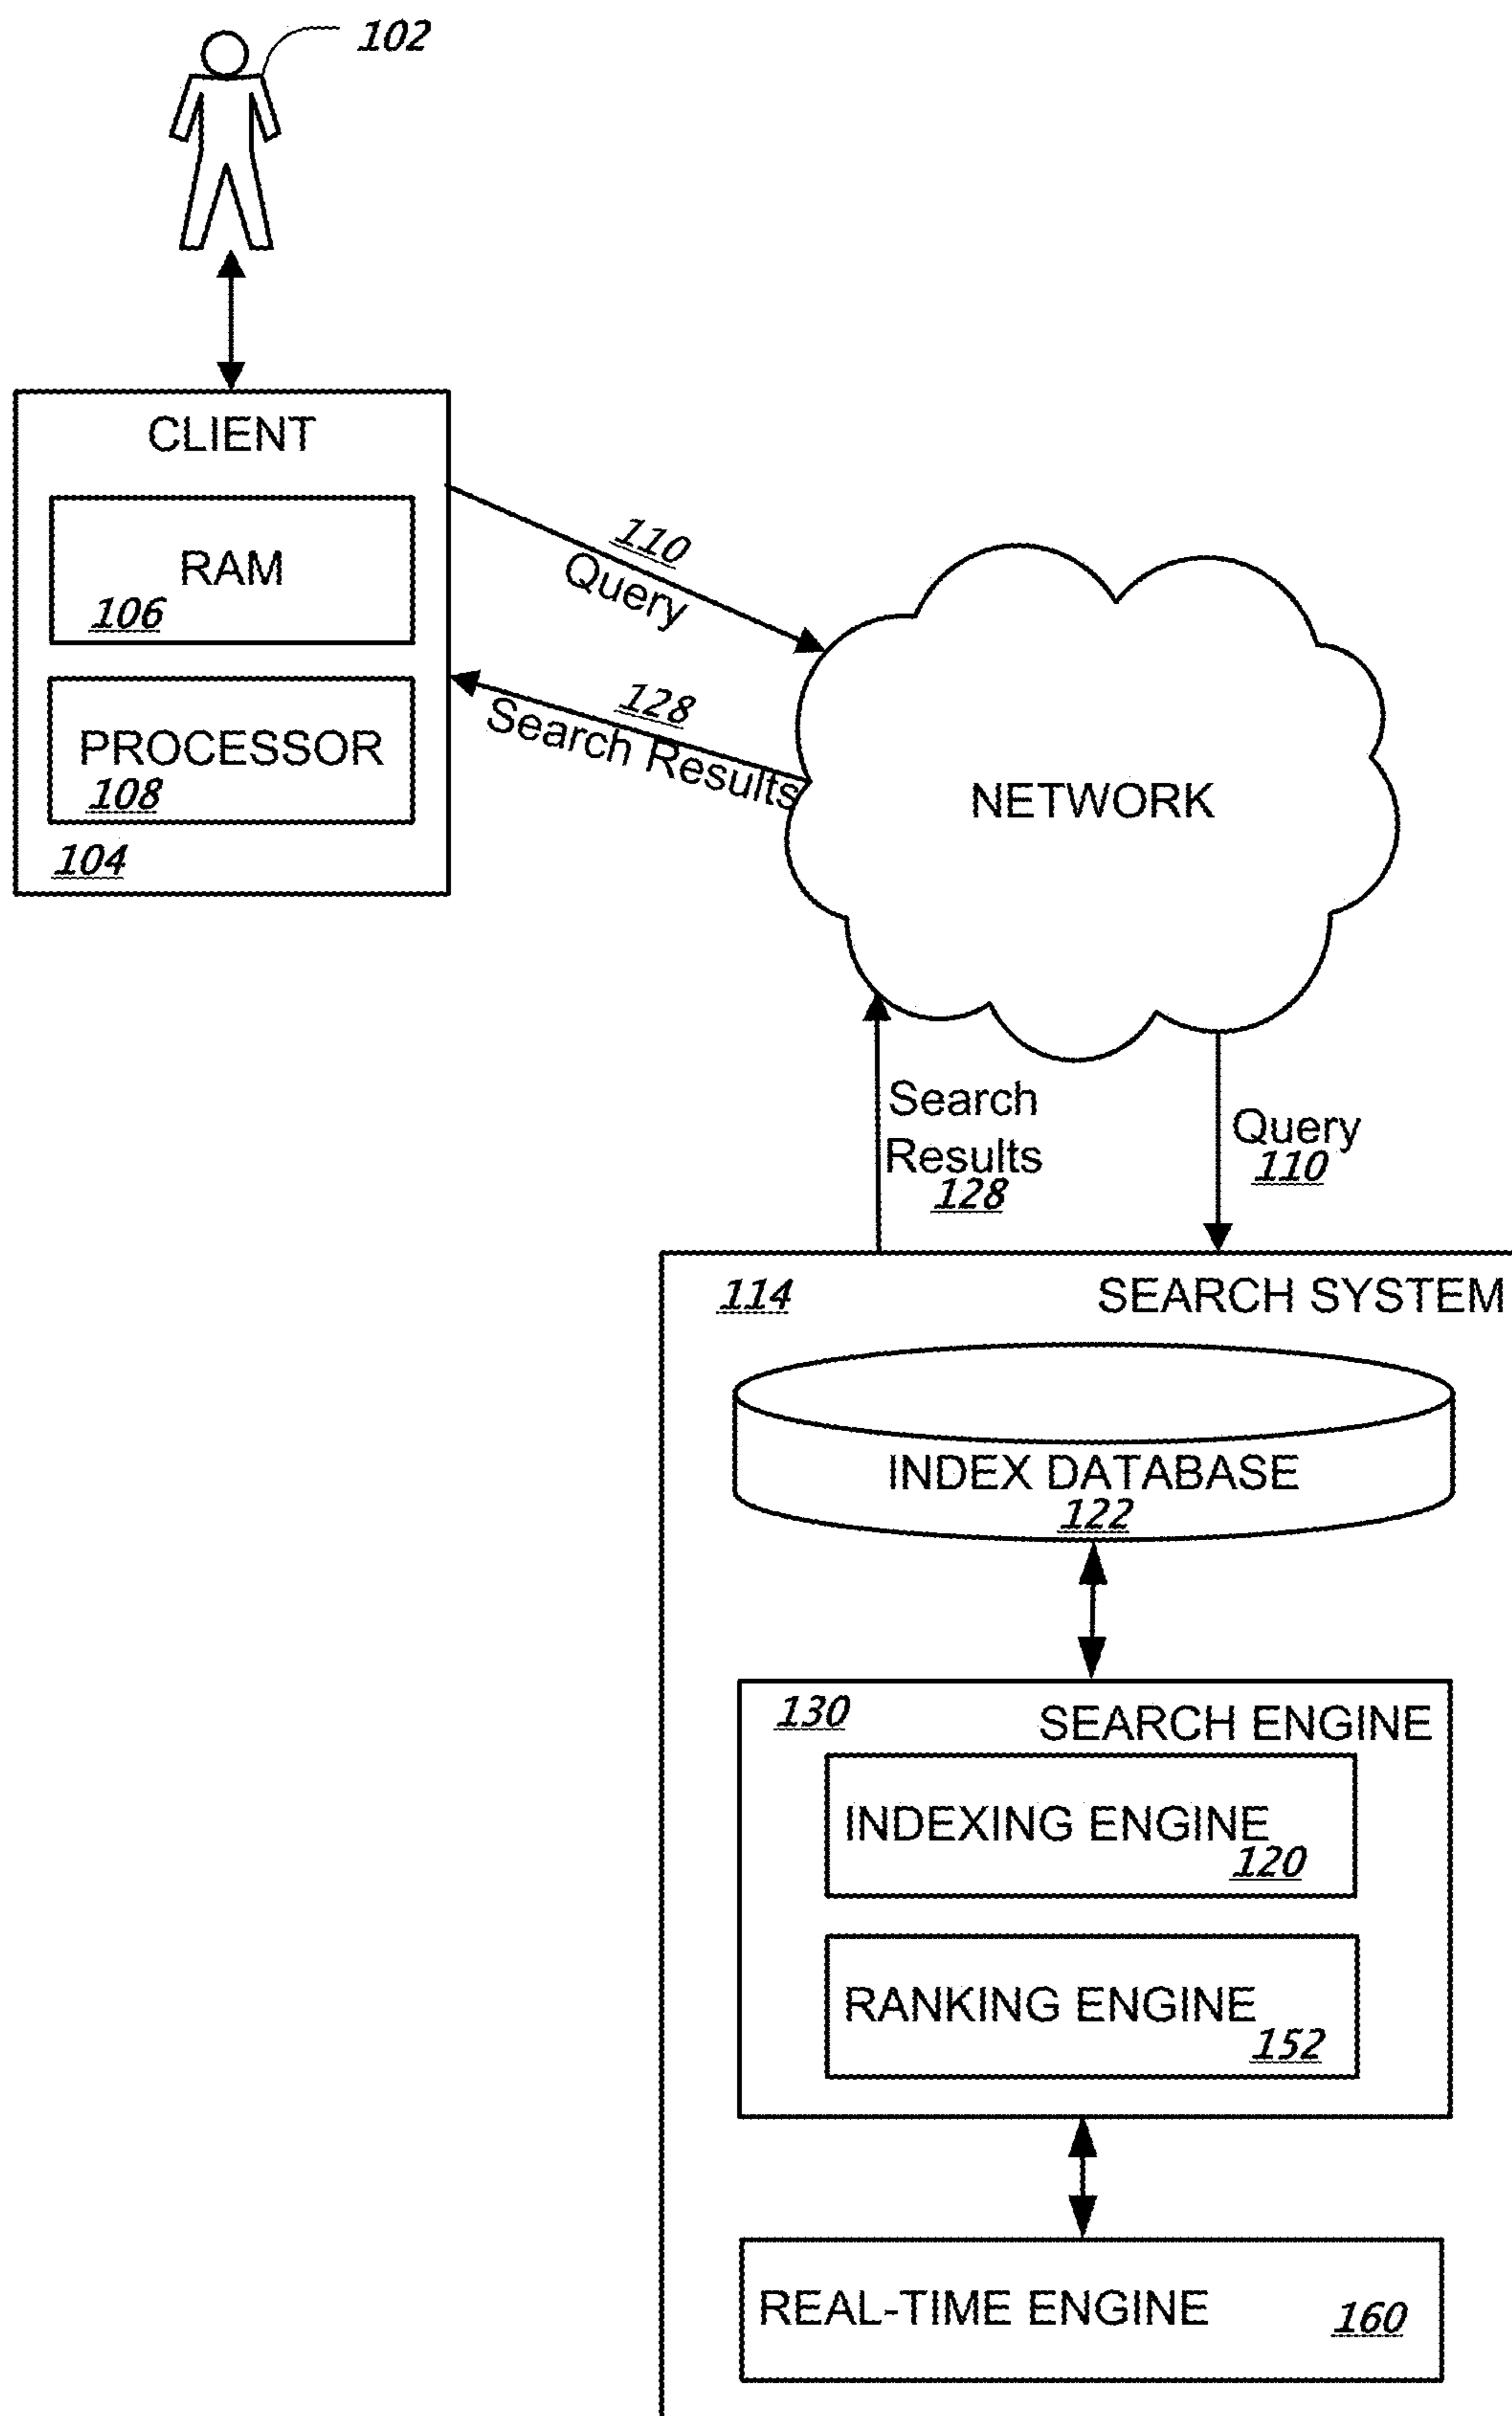 102
CLIENT
RAM
106
PROCESSOR
108
104
110
Query
128
Search Results
NETWORK
Search
Results
128
Query
110
114
SEARCH SYSTEM
INDEX DATABASE
122
130
SEARCH ENGINE
INDEXING ENGINE
120
RANKING ENGINE
152
REAL-TIME ENGINE
160